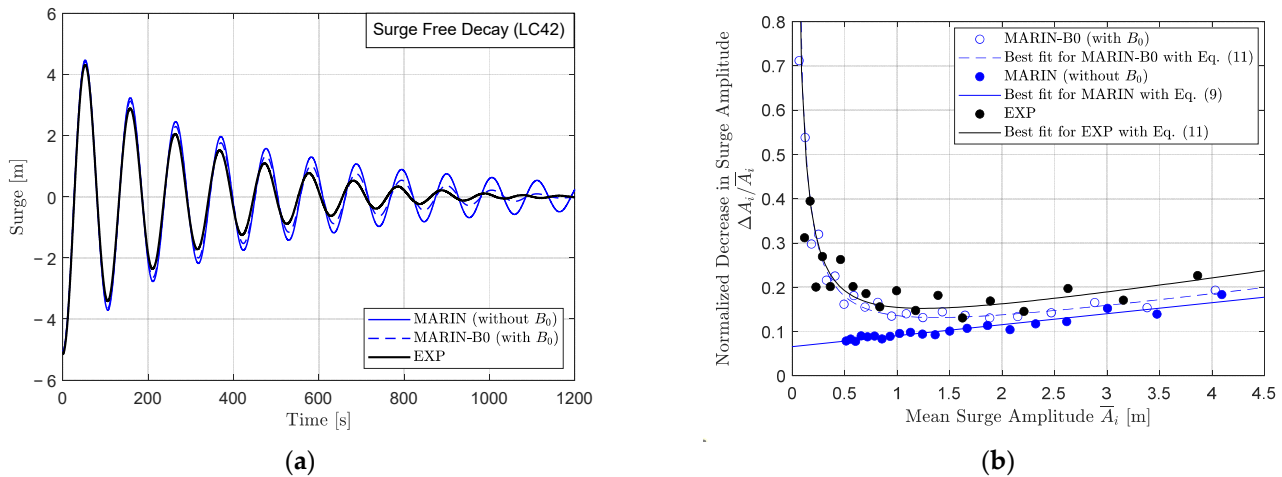 Surge Free Decay (LC42)
6
4
2
0
−2
−4
−6
Surge [m]
MARIN (without B₀)
MARIN-B0 (with B₀)
EXP
0 200 400 600 800 1000 1200
Time [s]
(a)
0.8
0.7
0.6
0.5
0.4
0.3
0.2
0.1
0
Normalized Decrease in Surge Amplitude
ΔAᵢ/A̅ᵢ
MARIN-B0 (with B₀)
Best fit for MARIN-B0 with Eq. (11)
MARIN (without B₀)
Best fit for MARIN with Eq. (9)
EXP
Best fit for EXP with Eq. (11)
0 0.5 1 1.5 2 2.5 3 3.5 4 4.5
Mean Surge Amplitude A̅ᵢ [m]
(b)